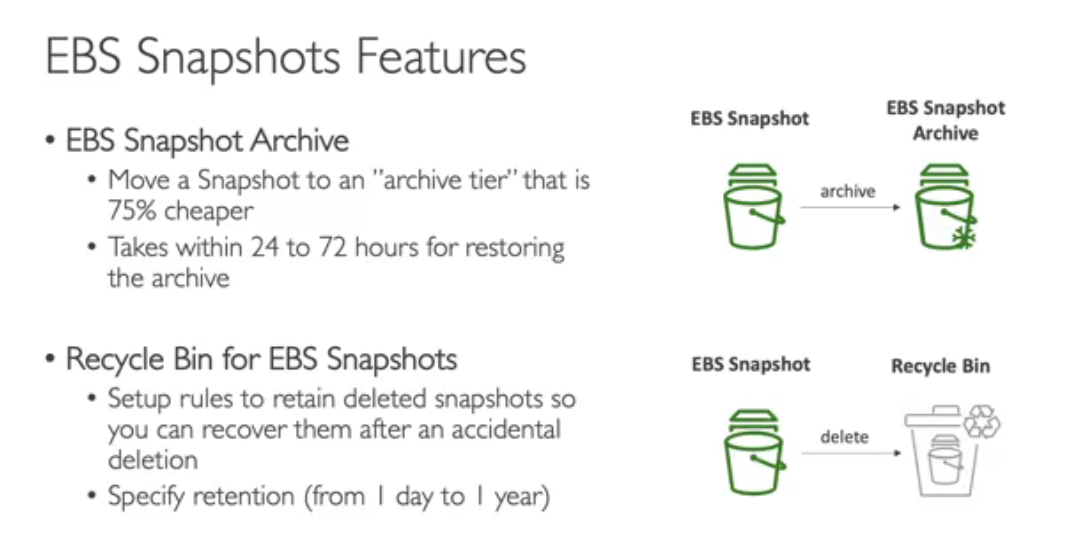 EBS Snapshots Features
• EBS Snapshot Archive
• Move a Snapshot to an "archive tier" that is
75% cheaper
• Takes within 24 to 72 hours for restoring
the archive
• Recycle Bin for EBS Snapshots
• Setup rules to retain deleted snapshots so
you can recover them after an accidental
deletion
• Specify retention (from 1 day to 1 year)
EBS Snapshot
archive
EBS Snapshot
Archive
EBS Snapshot
delete
Recycle Bin